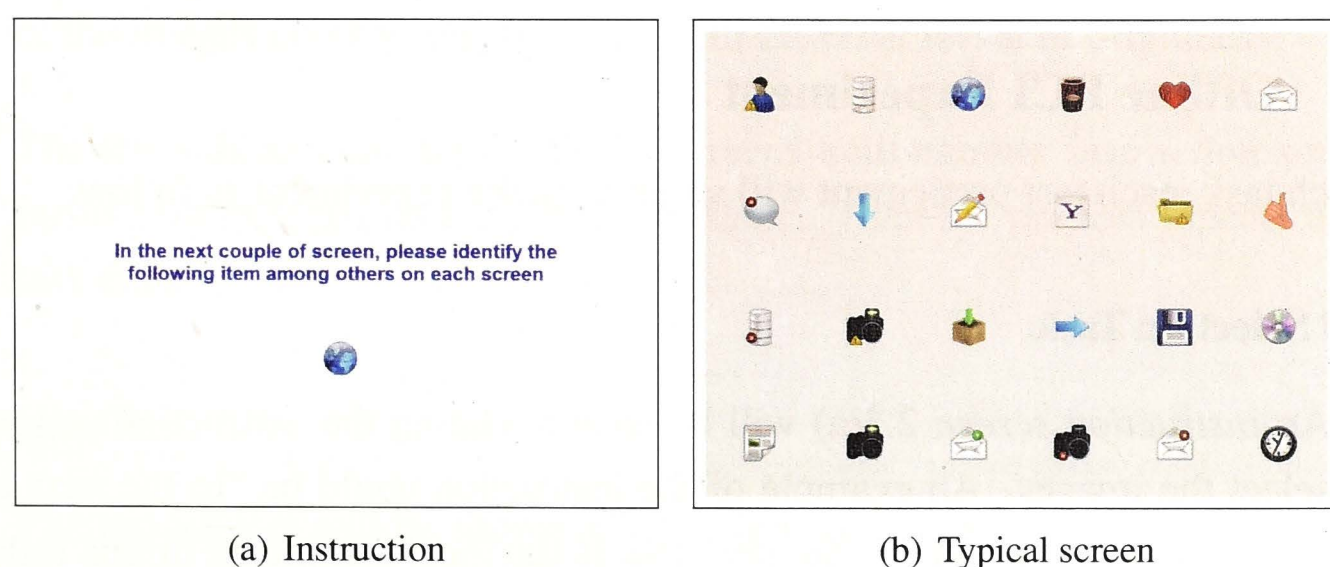 In the next couple of screen, please identify the
following item among others on each screen
Y
(a) Instruction
(b) Typical screen